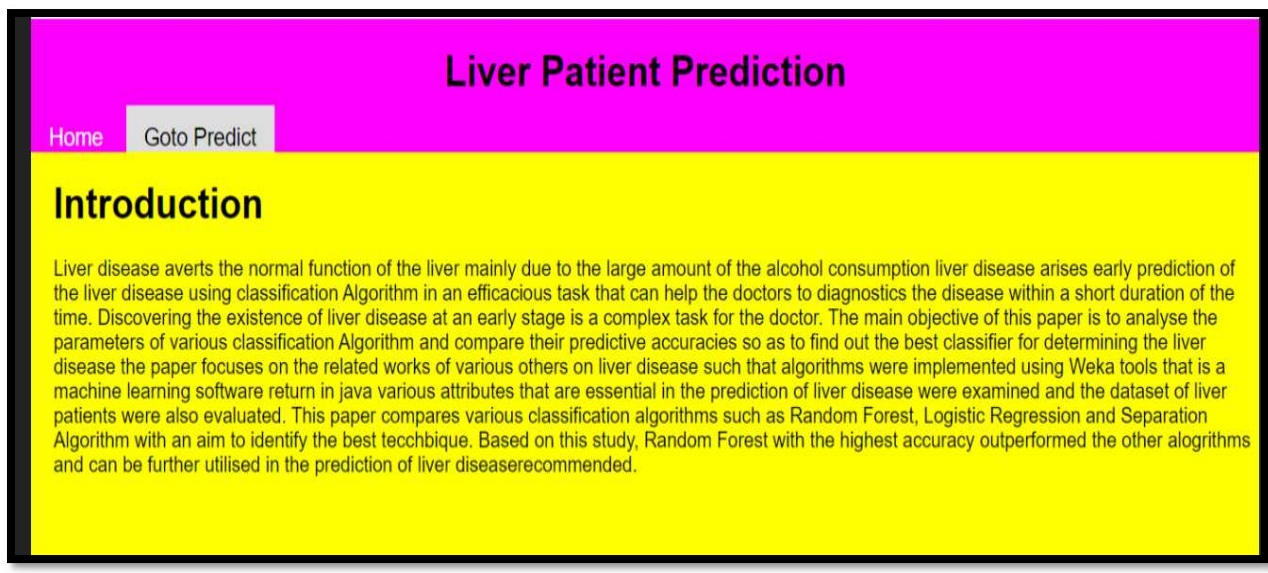 Liver Patient Prediction
Home Goto Predict
Introduction
Liver disease averts the normal function of the liver mainly due to the large amount of the alcohol consumption liver disease arises early prediction of
the liver disease using classification Algorithm in an efficacious task that can help the doctors to diagnostics the disease within a short duration of the
time. Discovering the existence of liver disease at an early stage is a complex task for the doctor. The main objective of this paper is to analyse the
parameters of various classification Algorithm and compare their predictive accuracies so as to find out the best classifier for determining the liver
disease the paper focuses on the related works of various others on liver disease such that algorithms were implemented using Weka tools that is a
machine learning software return in java various attributes that are essential in the prediction of liver disease were examined and the dataset of liver
patients were also evaluated. This paper compares various classification algorithms such as Random Forest, Logistic Regression and Separation
Algorithm with an aim to identify the best tecchbique. Based on this study, Random Forest with the highest accuracy outperformed the other alogrithms
and can be further utilised in the prediction of liver diseaserecommended.